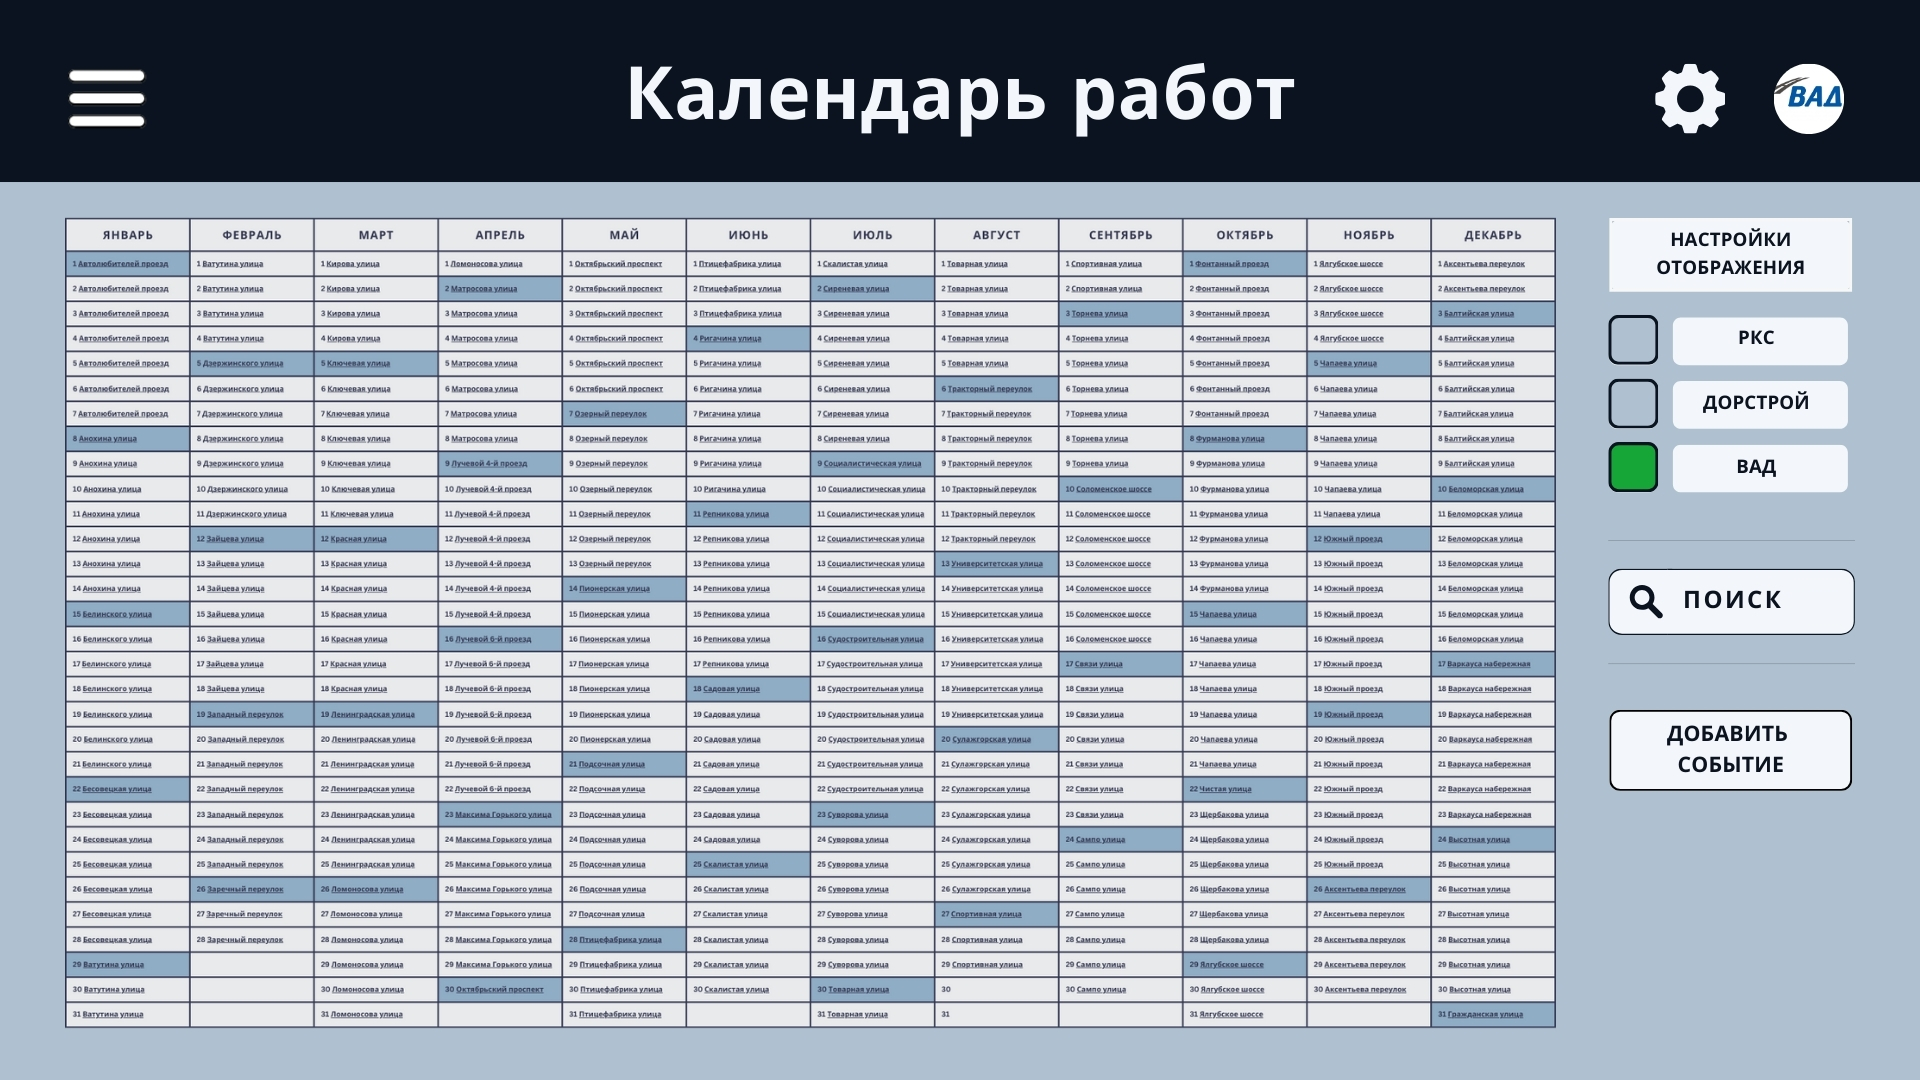 Календарь работ
ВАД
ЯНВАРЬ ФЕВРАЛЬ МАРТ АПРЕЛЬ МАЙ ИЮНЬ ИЮЛЬ АВГУСТ СЕНТЯБРЬ ОКТЯБРЬ НОЯБРЬ ДЕКАБРЬ
1 Автолюбителей проезд 1 Ватутина улица 1 Кирова улица 1 Ломоносова улица 1 Октябрьский проспект 1 Птицефабрика улица 1 Скалистая улица 1 Товарная улица 1 Спортивная улица 1 Фонтанный проезд 1 Ялгубское шоссе 1 Аксентьева переулок
2 Автолюбителей проезд 2 Ватутина улица 2 Кирова улица 2 Матросова улица 2 Октябрьский проспект 2 Птицефабрика улица 2 Сиреневая улица 2 Товарная улица 2 Спортивная улица 2 Фонтанный проезд 2 Ялгубское шоссе 2 Аксентьева переулок
3 Автолюбителей проезд 3 Ватутина улица 3 Кирова улица 3 Матросова улица 3 Октябрьский проспект 3 Птицефабрика улица 3 Сиреневая улица 3 Товарная улица 3 Торнева улица 3 Фонтанный проезд 3 Ялгубское шоссе 3 Балтийская улица
4 Автолюбителей проезд 4 Ватутина улица 4 Кирова улица 4 Матросова улица 4 Октябрьский проспект 4 Ригачина улица 4 Сиреневая улица 4 Товарная улица 4 Торнева улица 4 Фонтанный проезд 4 Ялгубское шоссе 4 Балтийская улица
5 Автолюбителей проезд 5 Дзержинского улица 5 Ключевая улица 5 Матросова улица 5 Октябрьский проспект 5 Ригачина улица 5 Сиреневая улица 5 Товарная улица 5 Торнева улица 5 Фонтанный проезд 5 Чапаева улица 5 Балтийская улица
6 Автолюбителей проезд 6 Дзержинского улица 6 Ключевая улица 6 Матросова улица 6 Октябрьский проспект 6 Ригачина улица 6 Сиреневая улица 6 Тракторный переулок 6 Торнева улица 6 Фонтанный проезд 6 Чапаева улица 6 Балтийская улица
7 Автолюбителей проезд 7 Дзержинского улица 7 Ключевая улица 7 Матросова улица 7 Озерный переулок 7 Ригачина улица 7 Сиреневая улица 7 Тракторный переулок 7 Торнева улица 7 Фонтанный проезд 7 Чапаева улица 7 Балтийская улица
8 Анохина улица 8 Дзержинского улица 8 Ключевая улица 8 Матросова улица 8 Озерный переулок 8 Ригачина улица 8 Сиреневая улица 8 Тракторный переулок 8 Торнева улица 8 Фурманова улица 8 Чапаева улица 8 Балтийская улица
9 Анохина улица 9 Дзержинского улица 9 Ключевая улица 9 Лучевой 4-й проезд 9 Озерный переулок 9 Ригачина улица 9 Социалистическая улица 9 Тракторный переулок 9 Торнева улица 9 Фурманова улица 9 Чапаева улица 9 Балтийская улица
10 Анохина улица 10 Дзержинского улица 10 Ключевая улица 10 Лучевой 4-й проезд 10 Озерный переулок 10 Ригачина улица 10 Социалистическая улица 10 Тракторный переулок 10 Соломенское шоссе 10 Фурманова улица 10 Чапаева улица 10 Беломорская улица
11 Анохина улица 11 Дзержинского улица 11 Ключевая улица 11 Лучевой 4-й проезд 11 Озерный переулок 11 Репникова улица 11 Социалистическая улица 11 Тракторный переулок 11 Соломенское шоссе 11 Фурманова улица 11 Чапаева улица 11 Беломорская улица
12 Анохина улица 12 Зайцева улица 12 Красная улица 12 Лучевой 4-й проезд 12 Озерный переулок 12 Репникова улица 12 Социалистическая улица 12 Тракторный переулок 12 Соломенское шоссе 12 Фурманова улица 12 Южный проезд 12 Беломорская улица
13 Анохина улица 13 Зайцева улица 13 Красная улица 13 Лучевой 4-й проезд 13 Озерный переулок 13 Репникова улица 13 Социалистическая улица 13 Университетская улица 13 Соломенское шоссе 13 Фурманова улица 13 Южный проезд 13 Беломорская улица
14 Анохина улица 14 Зайцева улица 14 Красная улица 14 Лучевой 4-й проезд 14 Пионерская улица 14 Репникова улица 14 Социалистическая улица 14 Университетская улица 14 Соломенское шоссе 14 Фурманова улица 14 Южный проезд 14 Беломорская улица
15 Белинского улица 15 Зайцева улица 15 Красная улица 15 Лучевой 4-й проезд 15 Пионерская улица 15 Репникова улица 15 Социалистическая улица 15 Университетская улица 15 Соломенское шоссе 15 Чапаева улица 15 Южный проезд 15 Беломорская улица
16 Белинского улица 16 Зайцева улица 16 Красная улица 16 Лучевой 6-й проезд 16 Пионерская улица 16 Репникова улица 16 Судостроительная улица 16 Университетская улица 16 Соломенское шоссе 16 Чапаева улица 16 Южный проезд 16 Беломорская улица
17 Белинского улица 17 Зайцева улица 17 Красная улица 17 Лучевой 6-й проезд 17 Пионерская улица 17 Репникова улица 17 Судостроительная улица 17 Университетская улица 17 Связи улица 17 Чапаева улица 17 Южный проезд 17 Варкауса набережная
18 Белинского улица 18 Зайцева улица 18 Красная улица 18 Лучевой 6-й проезд 18 Пионерская улица 18 Садовая улица 18 Судостроительная улица 18 Университетская улица 18 Связи улица 18 Чапаева улица 18 Южный проезд 18 Варкауса набережная
19 Белинского улица 19 Западный переулок 19 Ленинградская улица 19 Лучевой 6-й проезд 19 Пионерская улица 19 Садовая улица 19 Судостроительная улица 19 Университетская улица 19 Связи улица 19 Чапаева улица 19 Южный проезд 19 Варкауса набережная
20 Белинского улица 20 Западный переулок 20 Ленинградская улица 20 Лучевой 6-й проезд 20 Пионерская улица 20 Садовая улица 20 Судостроительная улица 20 Сулажгорская улица 20 Связи улица 20 Чапаева улица 20 Южный проезд 20 Варкауса набережная
21 Белинского улица 21 Западный переулок 21 Ленинградская улица 21 Лучевой 6-й проезд 21 Подсочная улица 21 Садовая улица 21 Судостроительная улица 21 Сулажгорская улица 21 Связи улица 21 Чапаева улица 21 Южный проезд 21 Варкауса набережная
22 Бесовецкая улица 22 Западный переулок 22 Ленинградская улица 22 Лучевой 6-й проезд 22 Подсочная улица 22 Садовая улица 22 Судостроительная улица 22 Сулажгорская улица 22 Связи улица 22 Чистая улица 22 Южный проезд 22 Варкауса набережная
23 Бесовецкая улица 23 Западный переулок 23 Ленинградская улица 23 Максима Горького улица 23 Подсочная улица 23 Садовая улица 23 Суворова улица 23 Сулажгорская улица 23 Связи улица 23 Щербакова улица 23 Южный проезд 23 Варкауса набережная
24 Бесовецкая улица 24 Западный переулок 24 Ленинградская улица 24 Максима Горького улица 24 Подсочная улица 24 Садовая улица 24 Суворова улица 24 Сулажгорская улица 24 Сампо улица 24 Щербакова улица 24 Южный проезд 24 Высотная улица
25 Бесовецкая улица 25 Западный переулок 25 Ленинградская улица 25 Максима Горького улица 25 Подсочная улица 25 Скалистая улица 25 Суворова улица 25 Сулажгорская улица 25 Сампо улица 25 Щербакова улица 25 Южный проезд 25 Высотная улица
26 Бесовецкая улица 26 Заречный переулок 26 Ломоносова улица 26 Максима Горького улица 26 Подсочная улица 26 Скалистая улица 26 Суворова улица 26 Сулажгорская улица 26 Сампо улица 26 Щербакова улица 26 Аксентьева переулок 26 Высотная улица
27 Бесовецкая улица 27 Заречный переулок 27 Ломоносова улица 27 Максима Горького улица 27 Подсочная улица 27 Скалистая улица 27 Суворова улица 27 Спортивная улица 27 Сампо улица 27 Щербакова улица 27 Аксентьева переулок 27 Высотная улица
28 Бесовецкая улица 28 Заречный переулок 28 Ломоносова улица 28 Максима Горького улица 28 Птицефабрика улица 28 Скалистая улица 28 Суворова улица 28 Спортивная улица 28 Сампо улица 28 Щербакова улица 28 Аксентьева переулок 28 Высотная улица
29 Ватутина улица 29 Ломоносова улица 29 Максима Горького улица 29 Птицефабрика улица 29 Скалистая улица 29 Суворова улица 29 Спортивная улица 29 Сампо улица 29 Ялгубское шоссе 29 Аксентьева переулок 29 Высотная улица
30 Ватутина улица 30 Ломоносова улица 30 Октябрьский проспект 30 Птицефабрика улица 30 Скалистая улица 30 Товарная улица 30 30 Сампо улица 30 Ялгубское шоссе 30 Аксентьева переулок 30 Высотная улица
31 Ватутина улица 31 Ломоносова улица 31 Птицефабрика улица 31 Товарная улица 31 31 Ялгубское шоссе 31 Гражданская улица
НАСТРОЙКИ
ОТОБРАЖЕНИЯ
РКС
ДОРСТРОЙ
ВАД
ПОИСК
ДОБАВИТЬ
СОБЫТИЕ